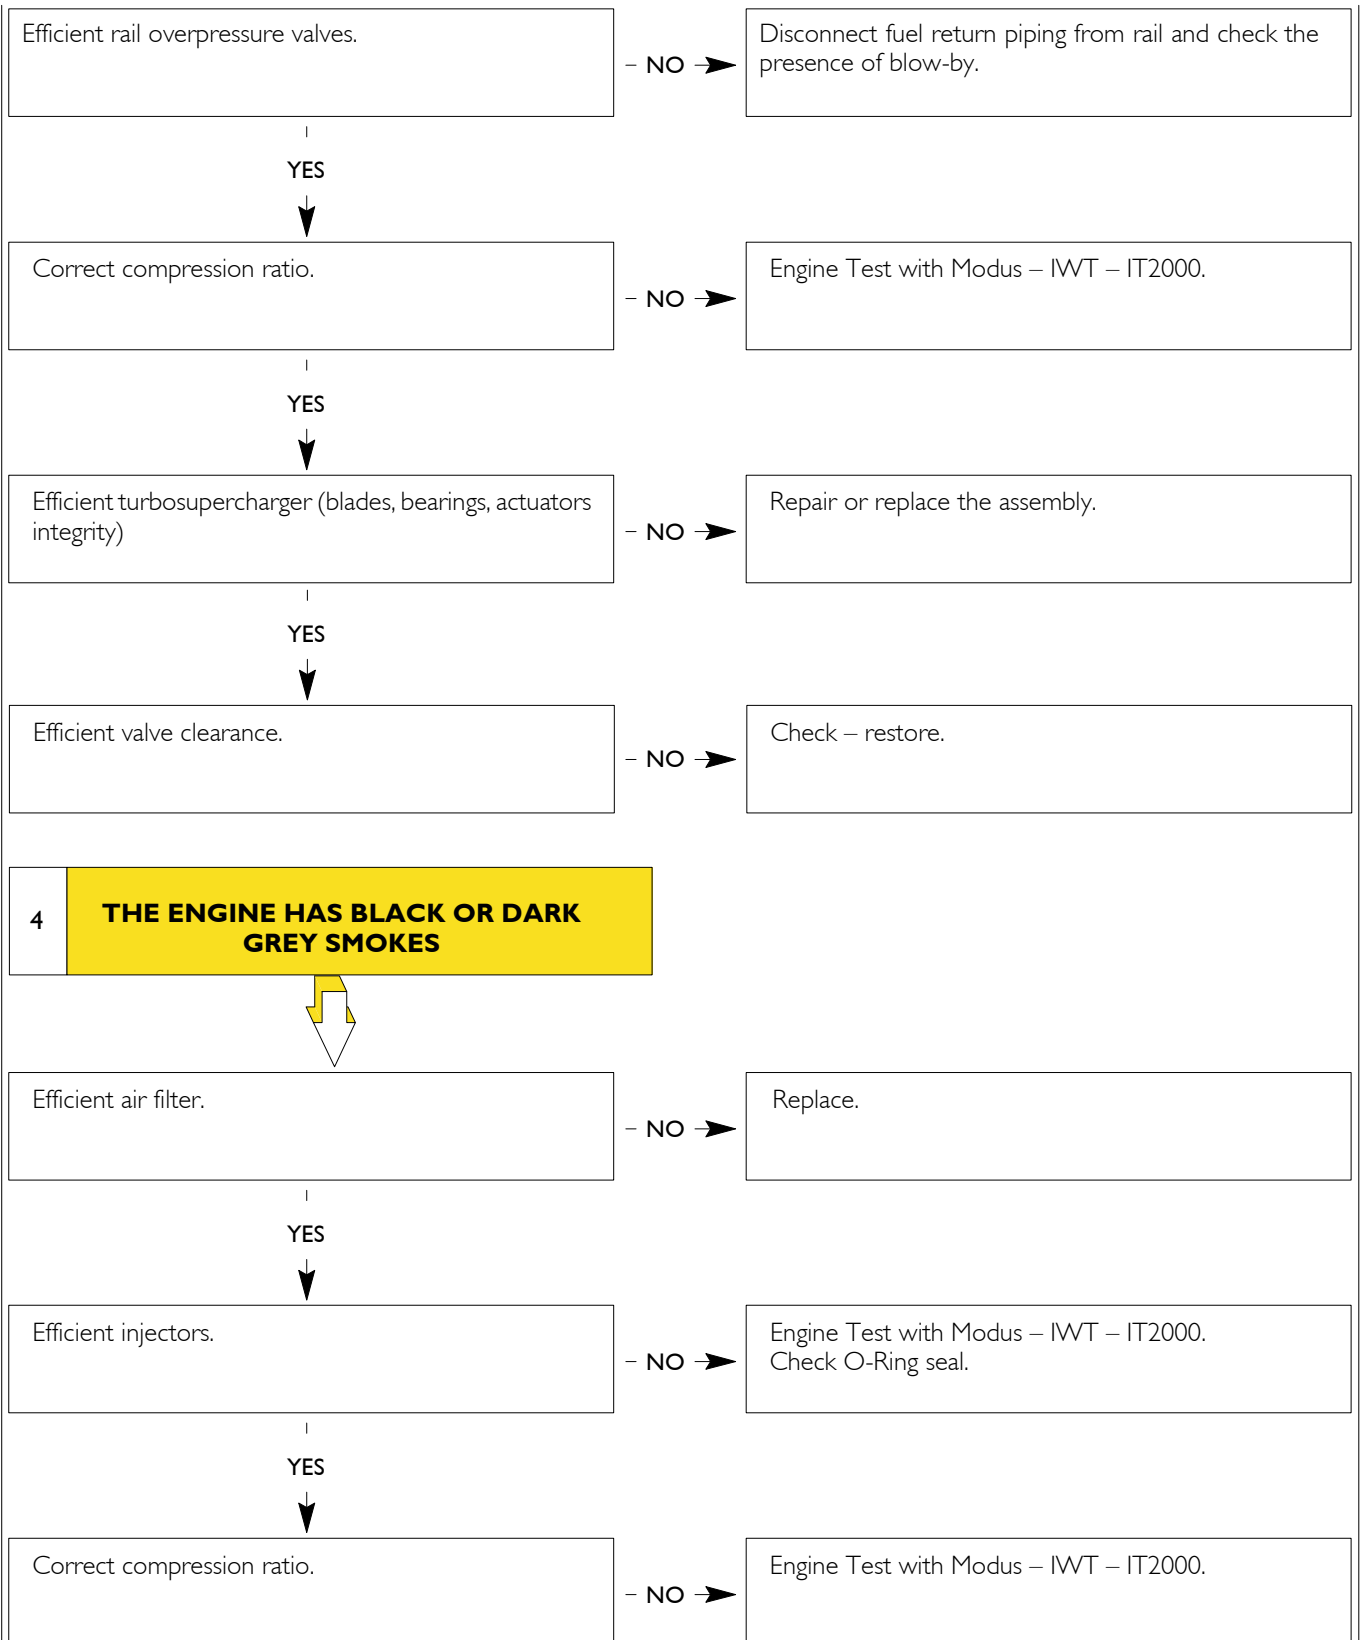 Efficient rail overpressure valves.
NO
Disconnect fuel return piping from rail and check the
presence of blow-by.
YES
Correct compression ratio.
NO
Engine Test with Modus – IWT – IT2000.
YES
Efficient turbosupercharger (blades, bearings, actuators
integrity)
NO
Repair or replace the assembly.
YES
Efficient valve clearance.
NO
Check – restore.
4
THE ENGINE HAS BLACK OR DARK
GREY SMOKES
Efficient air filter.
NO
Replace.
YES
Efficient injectors.
NO
Engine Test with Modus – IWT – IT2000.
Check O-Ring seal.
YES
Correct compression ratio.
NO
Engine Test with Modus – IWT – IT2000.